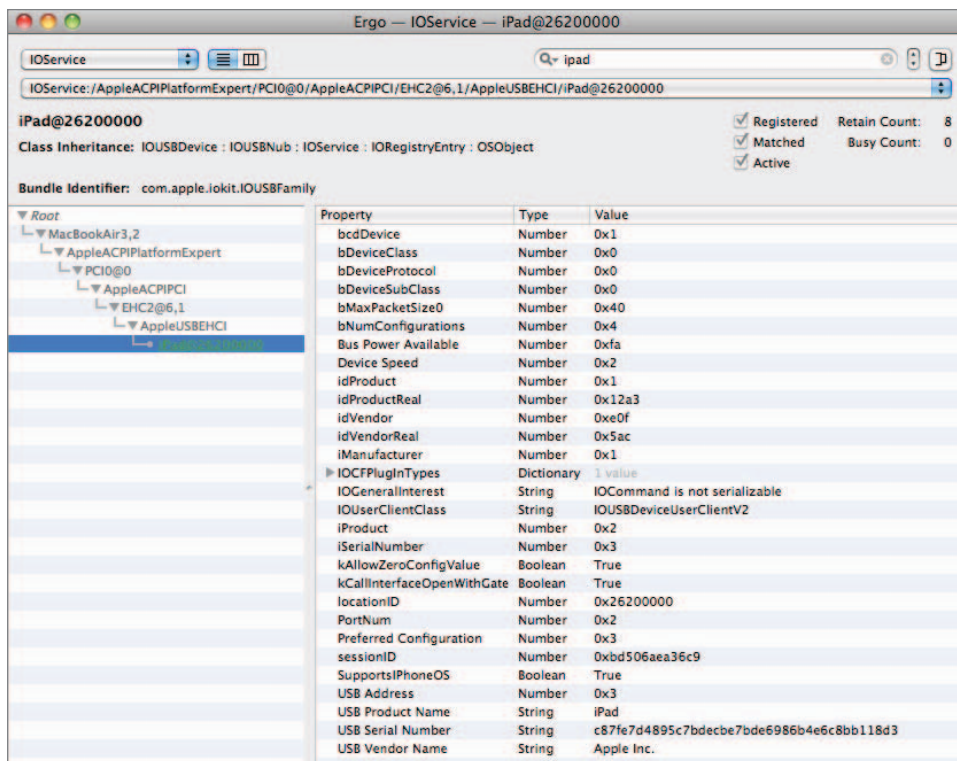 Ergo — IOService — iPad@26200000
IOService ipad
IOService:/AppleACPIPlatformExpert/PCI0@0/AppleACPIPCI/EHC2@6,1/AppleUSBEHCI/iPad@26200000
iPad@26200000
Registered Retain Count: 8
Class Inheritance: IOUSBDevice : IOUSBNub : IOService : IORegistryEntry : OSObject
Matched Busy Count: 0
Active
Bundle Identifier: com.apple.iokit.IOUSBFamily
Root
MacBookAir3,2
AppleACPIPlatformExpert
PCI0@0
AppleACPIPCI
EHC2@6,1
AppleUSBEHCI
iPad@26200000
Property Type Value
bcdDevice Number 0x1
bDeviceClass Number 0x0
bDeviceProtocol Number 0x0
bDeviceSubClass Number 0x0
bMaxPacketSize0 Number 0x40
bNumConfigurations Number 0x4
Bus Power Available Number 0xfa
Device Speed Number 0x2
idProduct Number 0x1
idProductReal Number 0x12a3
idVendor Number 0xe0f
idVendorReal Number 0x5ac
iManufacturer Number 0x1
IOCFPlugInTypes Dictionary 1 value
IOGeneralInterest String IOCommand is not serializable
IOUserClientClass String IOUSBDeviceUserClientV2
iProduct Number 0x2
iSerialNumber Number 0x3
kAllowZeroConfigValue Boolean True
kCallInterfaceOpenWithGate Boolean True
locationID Number 0x26200000
PortNum Number 0x2
Preferred Configuration Number 0x3
sessionID Number 0xbd506aea36c9
SupportsIPhoneOS Boolean True
USB Address Number 0x3
USB Product Name String iPad
USB Serial Number String c87fe7d4895c7bdecbe7bde6986b4e6c8bb118d3
USB Vendor Name String Apple Inc.